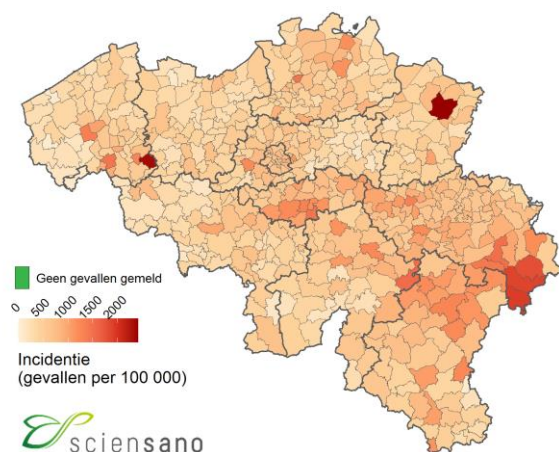 Geen gevallen gemeld
0 500 1000 1500 2000
Incidentie
(gevallen per 100 000)
sciensano